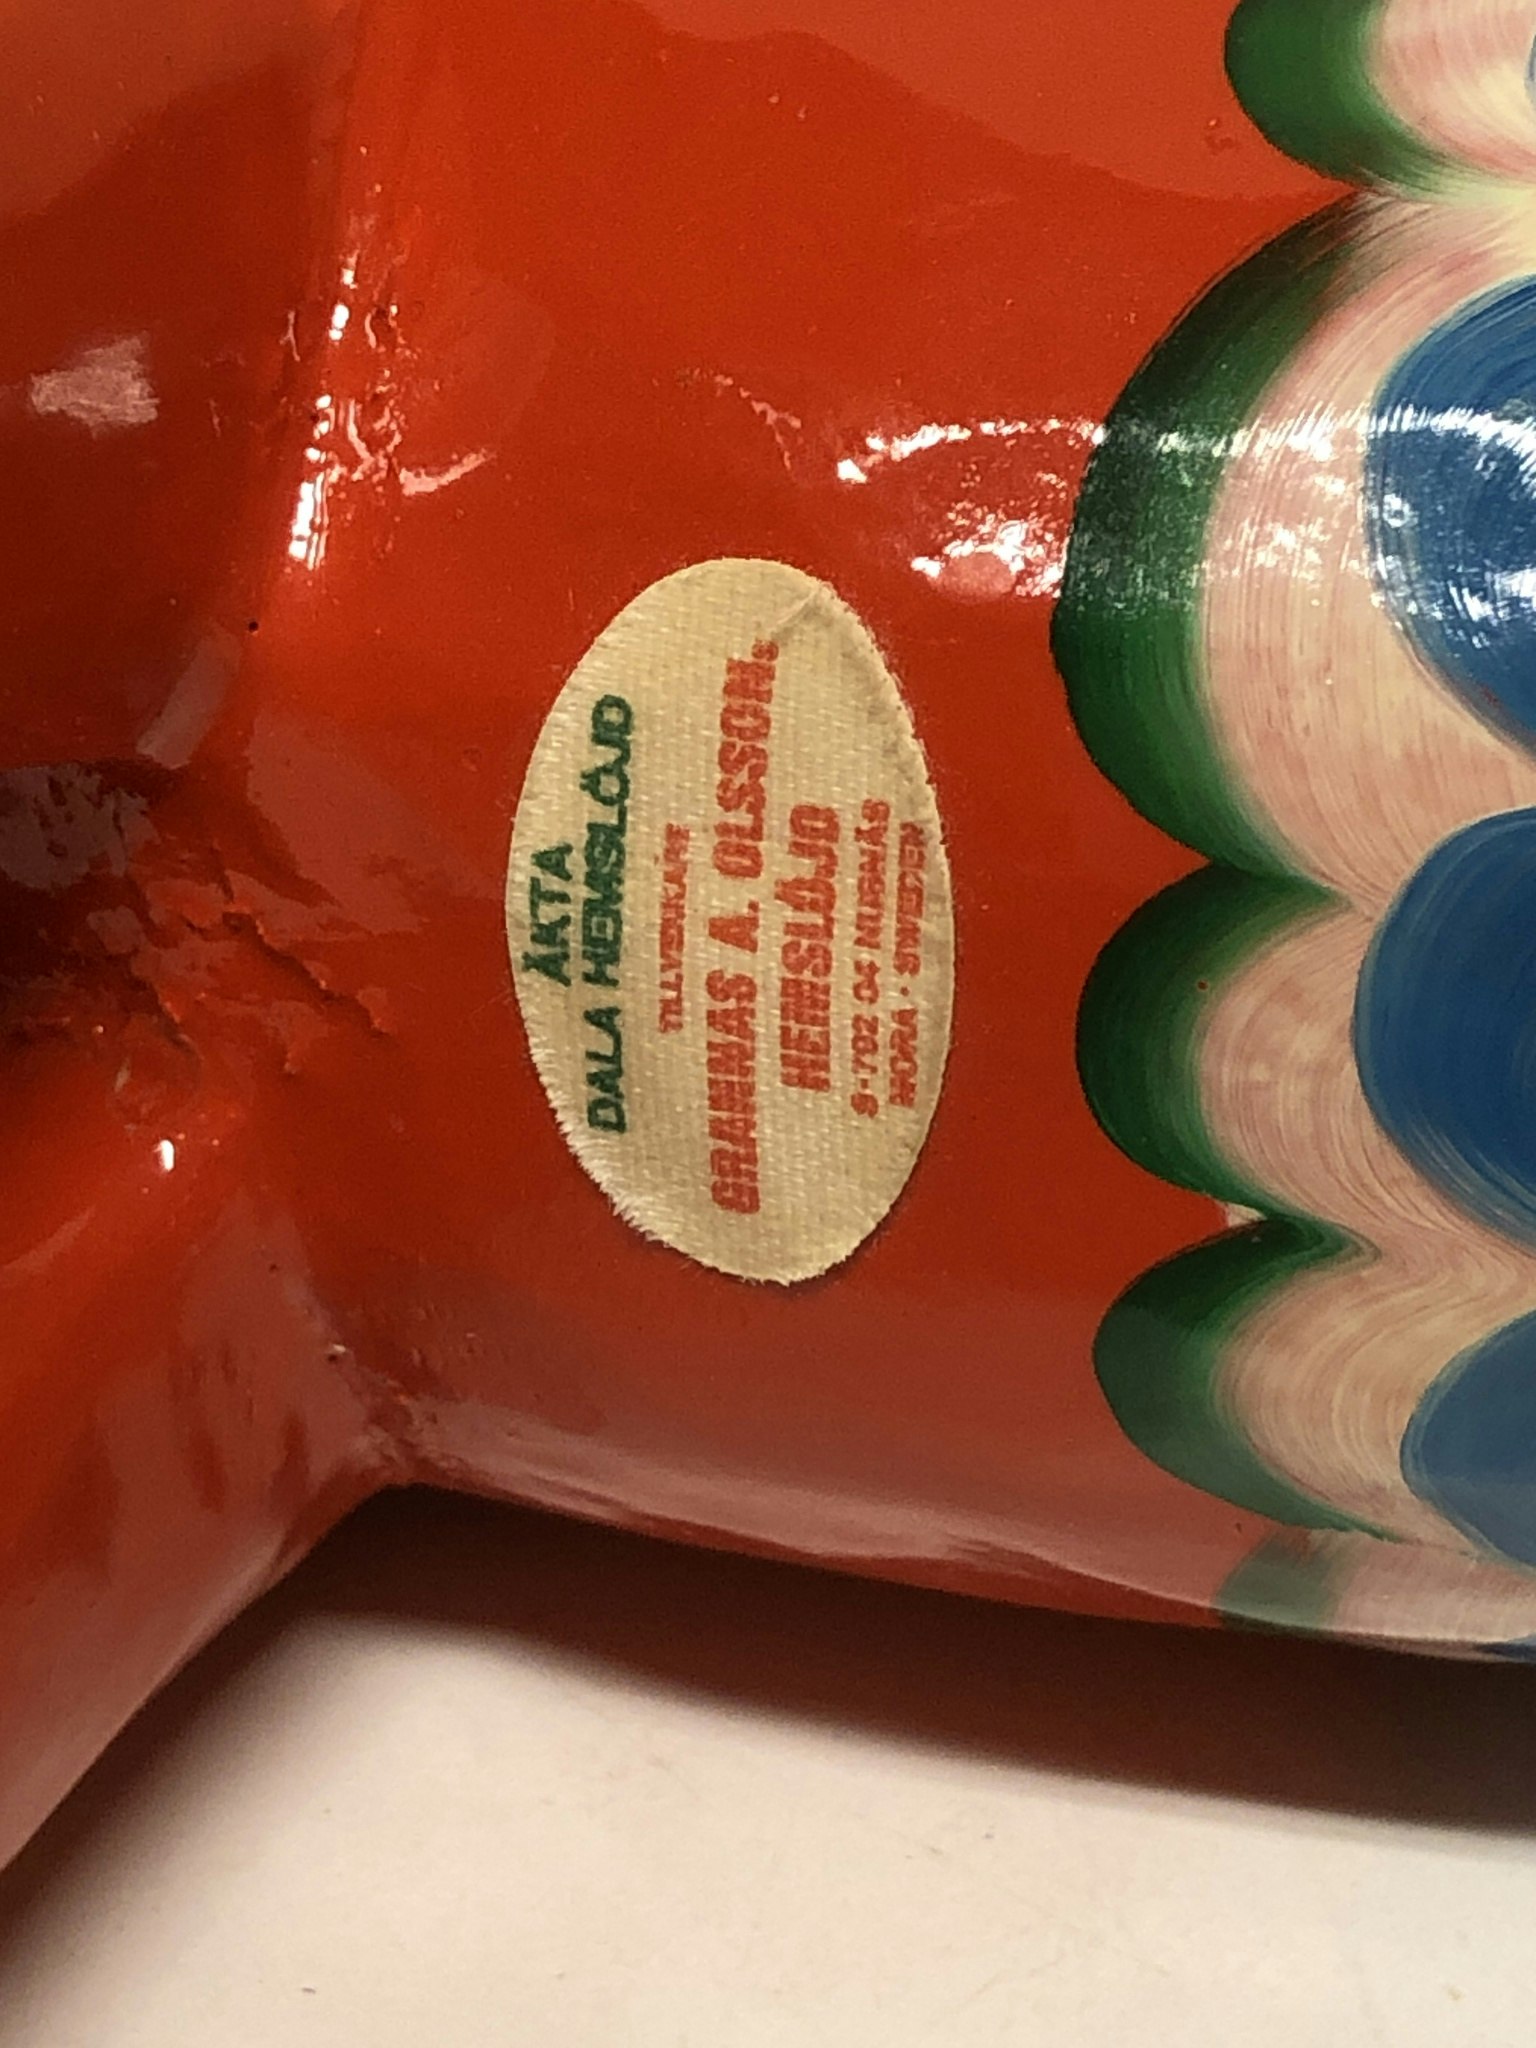 ÄKTA
DALA HEMSLÖJD
TILLVERKARE
GRANNAS A. OLSSONS
HEMSLÖJD
S-792 04 NUSNÄS
MORA · SWEDEN